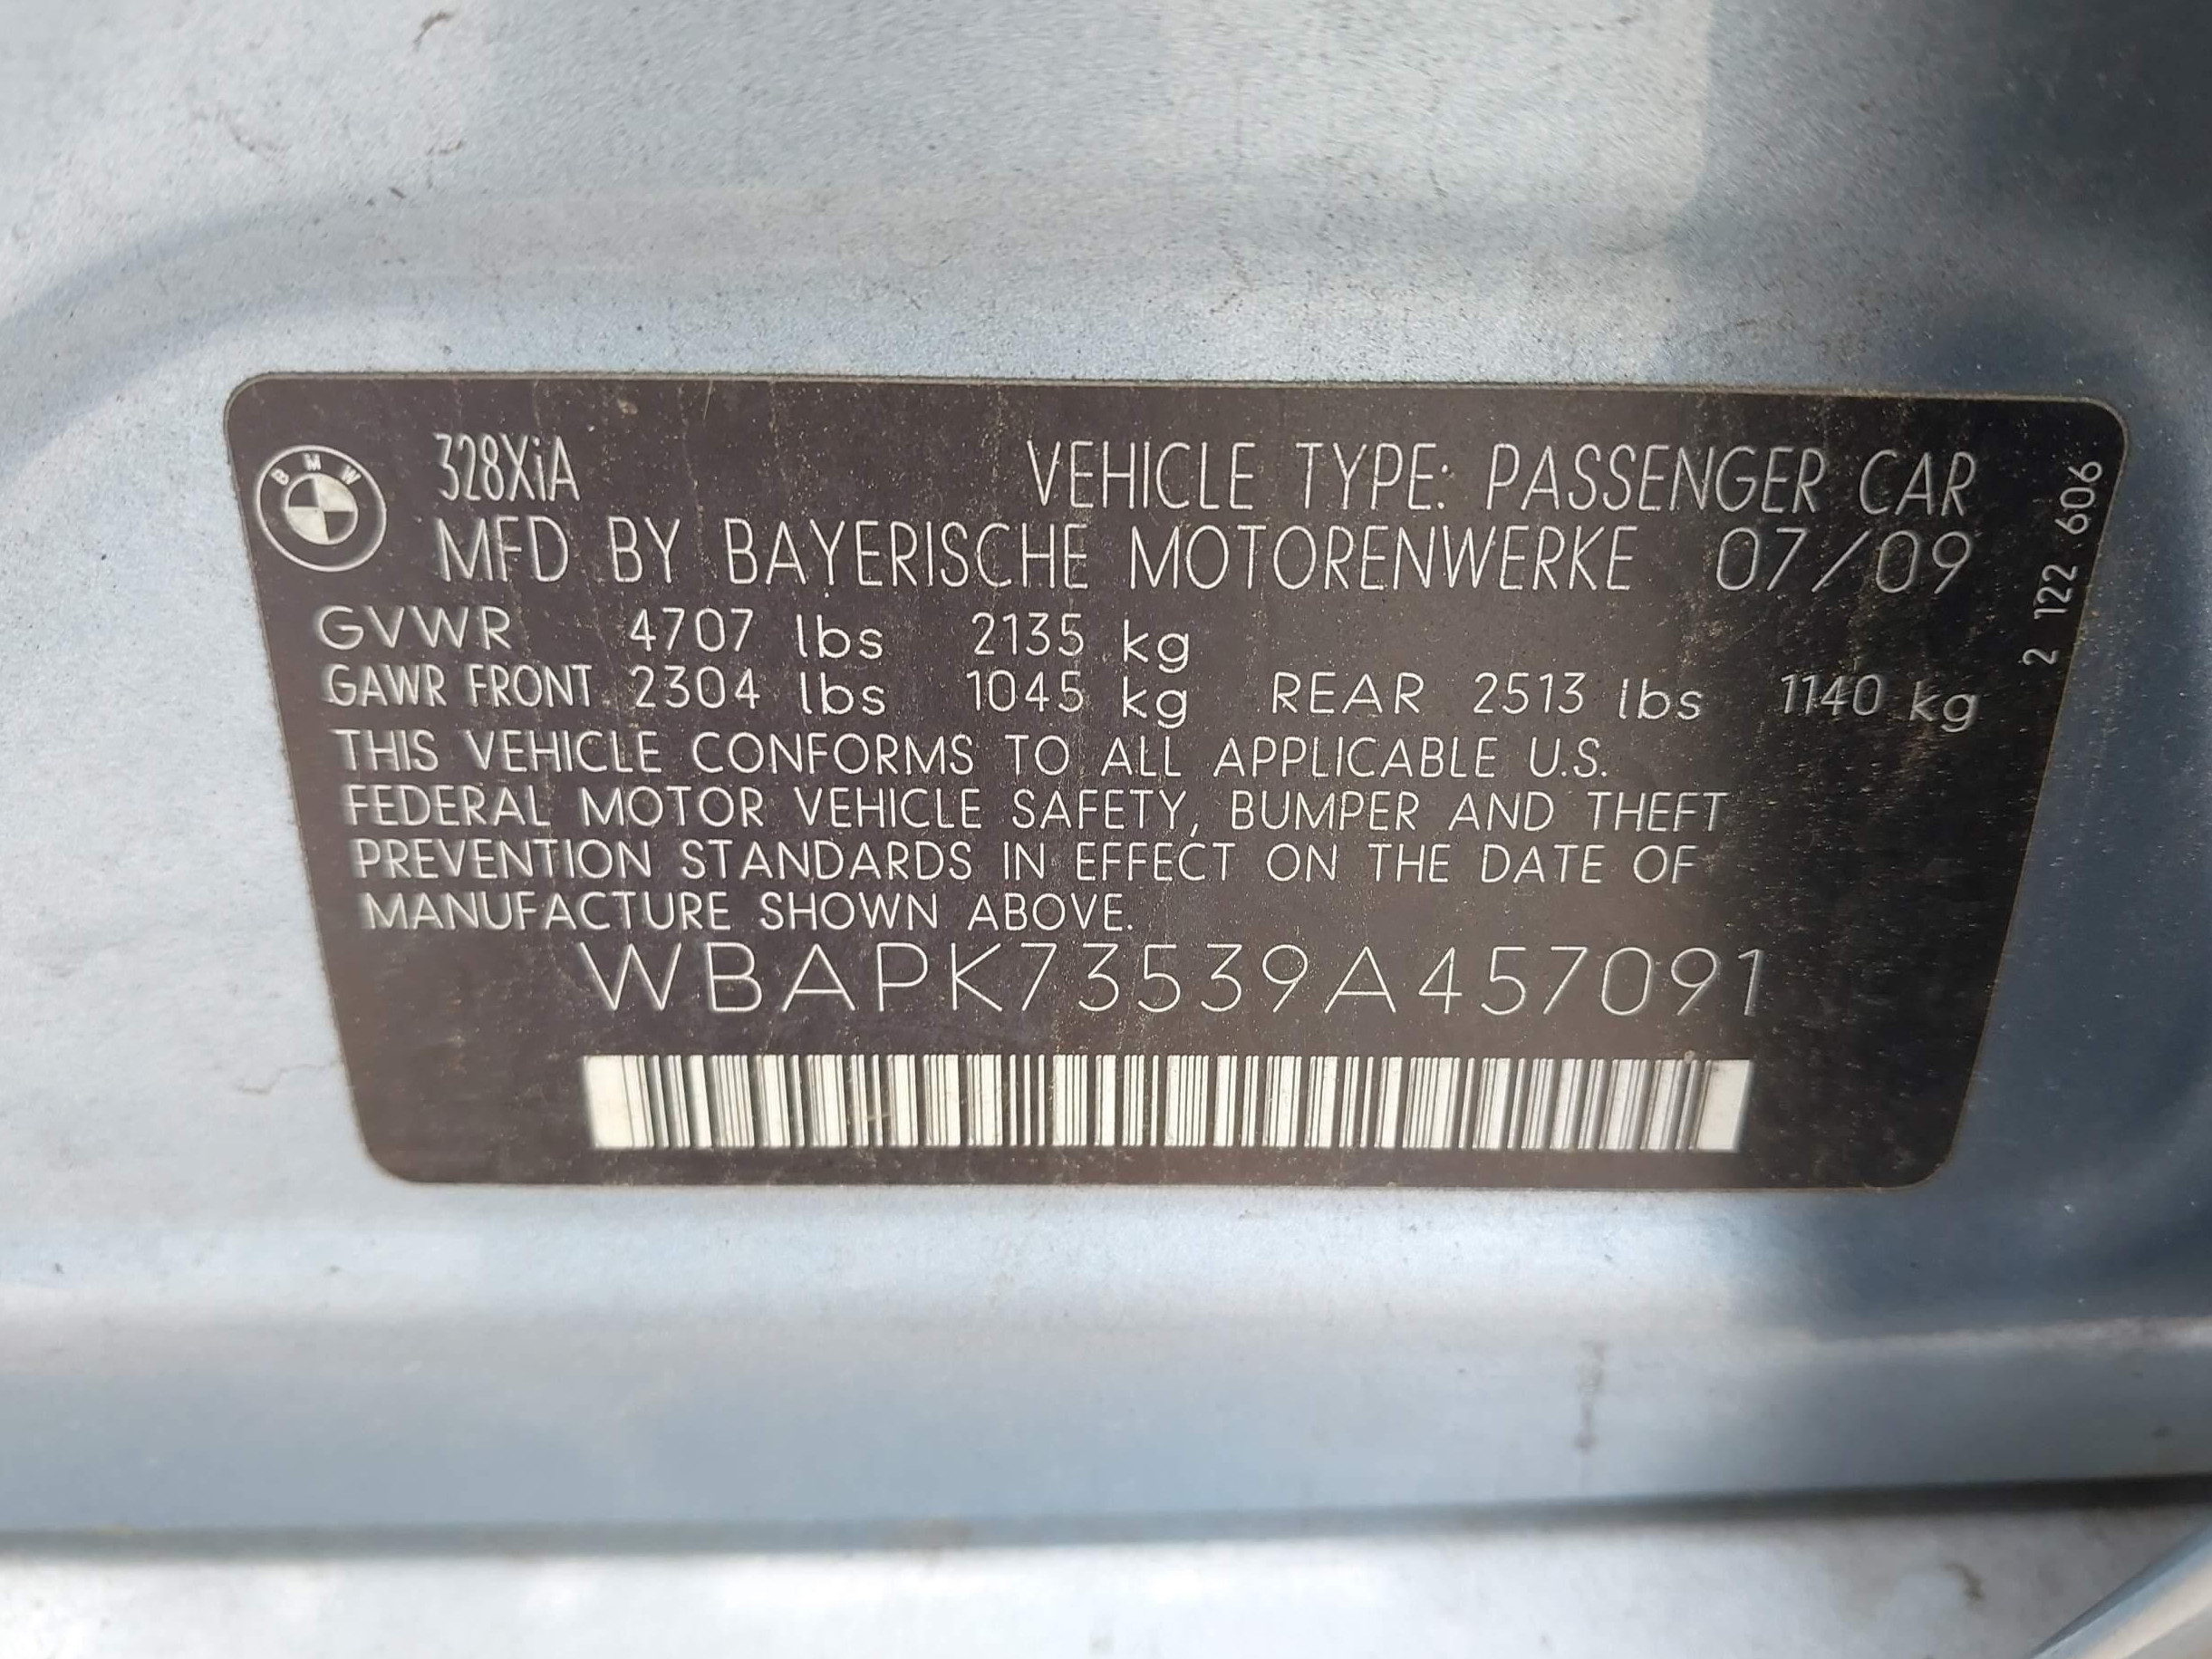 BMW
328XiA VEHICLE TYPE: PASSENGER CAR
MFD BY BAYERISCHE MOTORENWERKE 07/09
GVWR 4707 lbs 2135 kg
GAWR FRONT 2304 lbs 1045 kg REAR 2513 lbs 1140 kg
THIS VEHICLE CONFORMS TO ALL APPLICABLE U.S.
FEDERAL MOTOR VEHICLE SAFETY, BUMPER AND THEFT
PREVENTION STANDARDS IN EFFECT ON THE DATE OF
MANUFACTURE SHOWN ABOVE.
WBAPK73539A457091
2 122 606